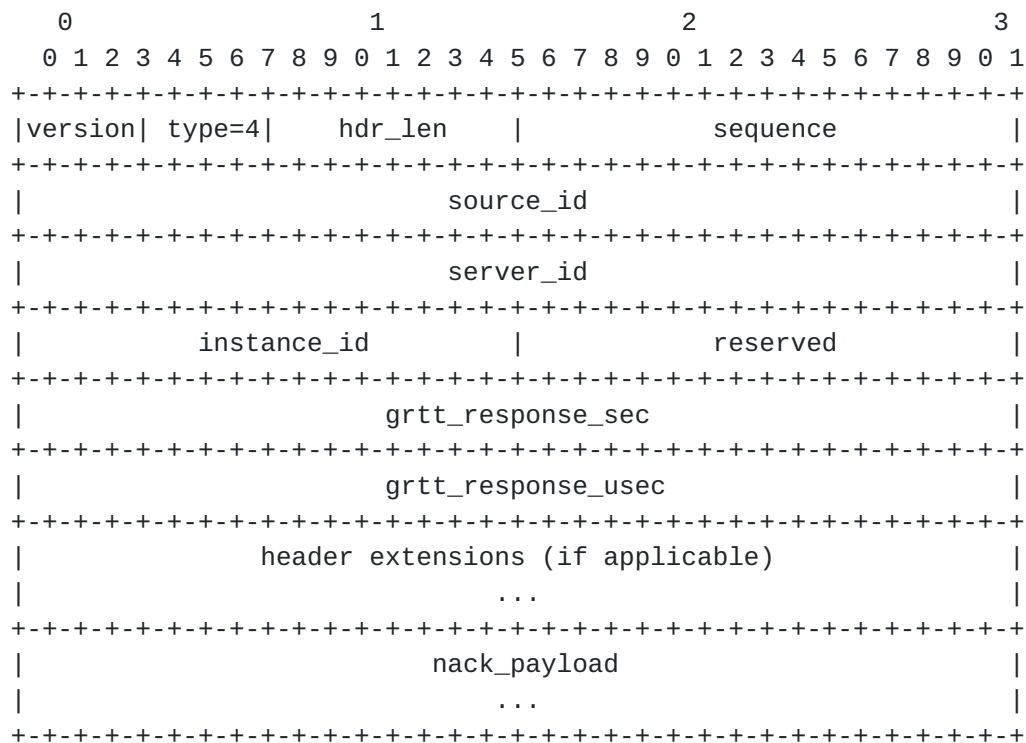 0                   1                   2                   3
0 1 2 3 4 5 6 7 8 9 0 1 2 3 4 5 6 7 8 9 0 1 2 3 4 5 6 7 8 9 0 1
+-+-+-+-+-+-+-+-+-+-+-+-+-+-+-+-+-+-+-+-+-+-+-+-+-+-+-+-+-+-+-+-+
|version| type=4|    hdr_len    |            sequence           |
+-+-+-+-+-+-+-+-+-+-+-+-+-+-+-+-+-+-+-+-+-+-+-+-+-+-+-+-+-+-+-+-+
|                           source_id                           |
+-+-+-+-+-+-+-+-+-+-+-+-+-+-+-+-+-+-+-+-+-+-+-+-+-+-+-+-+-+-+-+-+
|                           server_id                           |
+-+-+-+-+-+-+-+-+-+-+-+-+-+-+-+-+-+-+-+-+-+-+-+-+-+-+-+-+-+-+-+-+
|           instance_id         |            reserved           |
+-+-+-+-+-+-+-+-+-+-+-+-+-+-+-+-+-+-+-+-+-+-+-+-+-+-+-+-+-+-+-+-+
|                       grtt_response_sec                       |
+-+-+-+-+-+-+-+-+-+-+-+-+-+-+-+-+-+-+-+-+-+-+-+-+-+-+-+-+-+-+-+-+
|                       grtt_response_usec                      |
+-+-+-+-+-+-+-+-+-+-+-+-+-+-+-+-+-+-+-+-+-+-+-+-+-+-+-+-+-+-+-+-+
|               header extensions (if applicable)               |
|                              ...                              |
+-+-+-+-+-+-+-+-+-+-+-+-+-+-+-+-+-+-+-+-+-+-+-+-+-+-+-+-+-+-+-+-+
|                          nack_payload                         |
|                              ...                              |
+-+-+-+-+-+-+-+-+-+-+-+-+-+-+-+-+-+-+-+-+-+-+-+-+-+-+-+-+-+-+-+-+